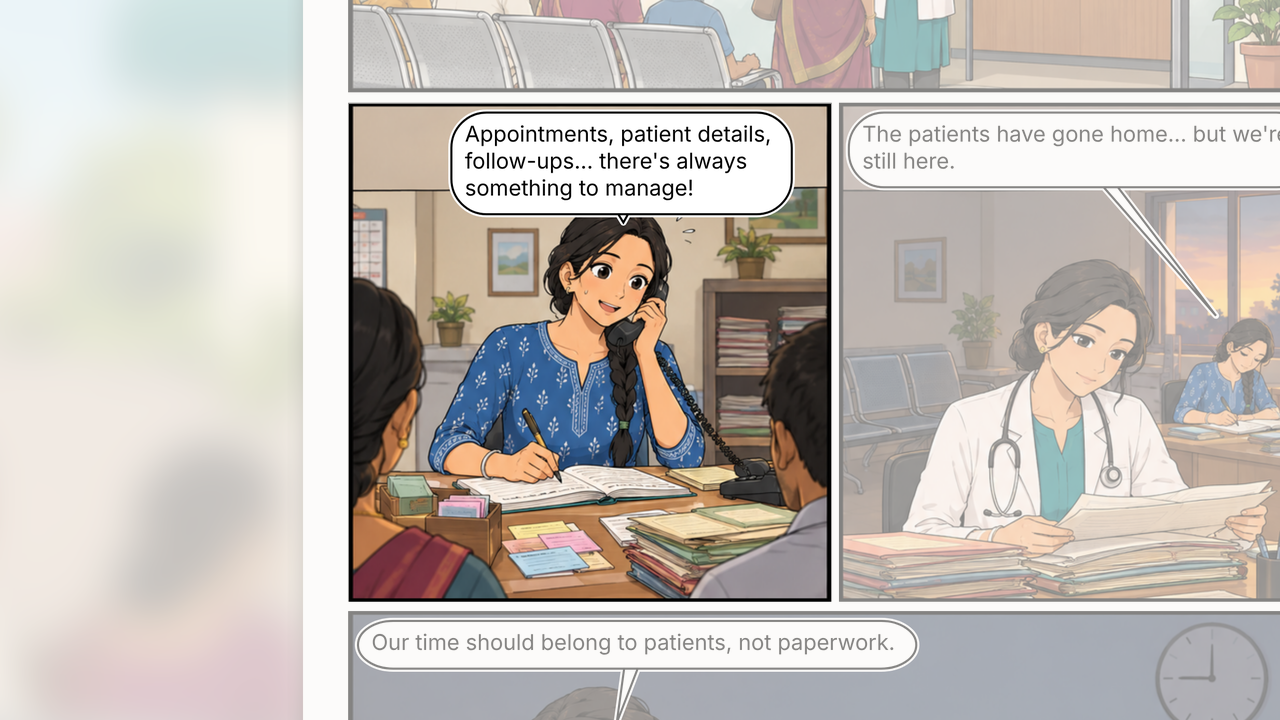 Appointments, patient details,
follow-ups... there's always
something to manage!
The patients have gone home... but we're
still here.
Our time should belong to patients, not paperwork.